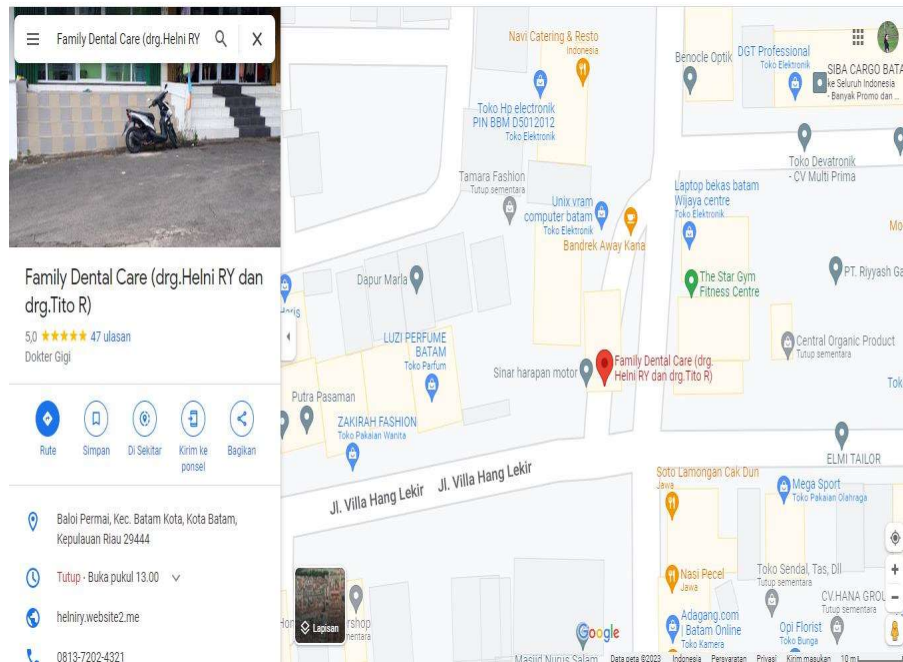 Family Dental Care (drg.Helni RY
Family Dental Care (drg.Helni RY dan
drg.Tito R)
5,0
47 ulasan
Dokter Gigi
Rute
Simpan
Di Sekitar
Kirim ke
ponsel
Bagikan
Baloi Permai, Kec. Batam Kota, Kota Batam,
Kepulauan Riau 29444
Tutup · Buka pukul 13.00
helniry.website2.me
0813-7202-4321
Navi Catering & Resto
Indonesia
Toko Hp electronik
PIN BBM D5012012
Toko Elektronik
Benocle Optik
DGT Professional
Toko Elektronik
SIBA CARGO BATA
ke Seluruh Indonesia
- Banyak Promo dan ...
Toko Devatronik
- CV Multi Prima
Tamara Fashion
Tutup sementara
Unix vram
computer batam
Toko Elektronik
Bandrek Away Kana
Laptop bekas batam
Wijaya centre
Toko Elektronik
Mo
The Star Gym
Fitness Centre
PT. Riyyash Ga
Dapur Marla
Haris
LUZI PERFUME
BATAM
Toko Parfum
Central Organic Product
Tutup sementara
Sinar harapan motor
Family Dental Care (drg.
Helni RY dan drg.Tito R)
Tok
Putra Pasaman
ZAKIRAH FASHION
Toko Pakaian Wanita
ELMI TAILOR
Jl. Villa Hang Lekir
Jl. Villa Hang Lekir
Soto Lamongan Cak Dun
Jawa
Mega Sport
Toko Pakaian Olahraga
Nasi Pecel
Jawa
Toko Sendal, Tas, Dll
Tutup sementara
CV.HANA GROU
Tutup sementara
Adagang.com
| Batam Online
Toko Kamera
Opi Florist
Toko Bunga
Lapisan
Hom
rshop
mentara
Google
Masjid Nurus Salam
Data peta ©2023
Indonesia
Persyaratan
Privasi
Kirim masukan
10 m